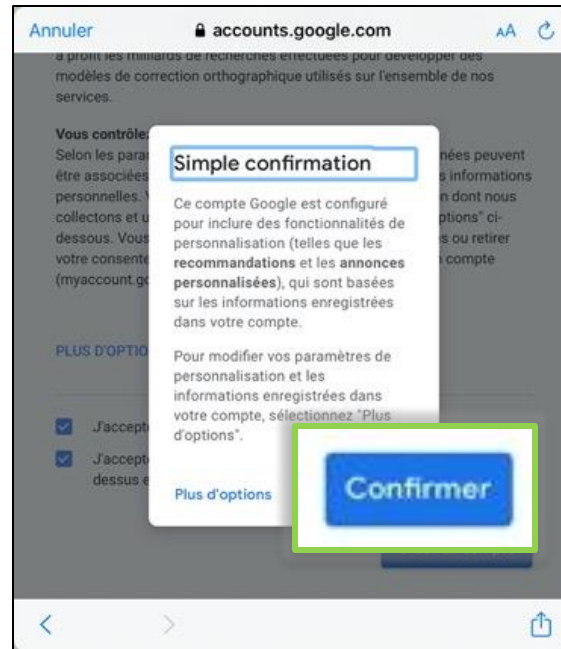 Annuler
accounts.google.com
AA
à profit les milliards de recherches effectuées pour développer des
modèles de correction orthographique utilisés sur l'ensemble de nos
services.
Vous contrôle
Selon les para
nées peuvent
être associées
s informations
personnelles. V
n dont nous
collectons et u
ptions" ci-
dessous. Vous
s ou retirer
votre consente
compte
(myaccount.go
Simple confirmation
Ce compte Google est configuré
pour inclure des fonctionnalités de
personnalisation (telles que les
recommandations et les annonces
personnalisées), qui sont basées
sur les informations enregistrées
dans votre compte.
Pour modifier vos paramètres de
personnalisation et les
informations enregistrées dans
votre compte, sélectionnez "Plus
d'options".
Plus d'options
Confirmer
PLUS D'OPTIO
J'accept
J'accept
dessus e